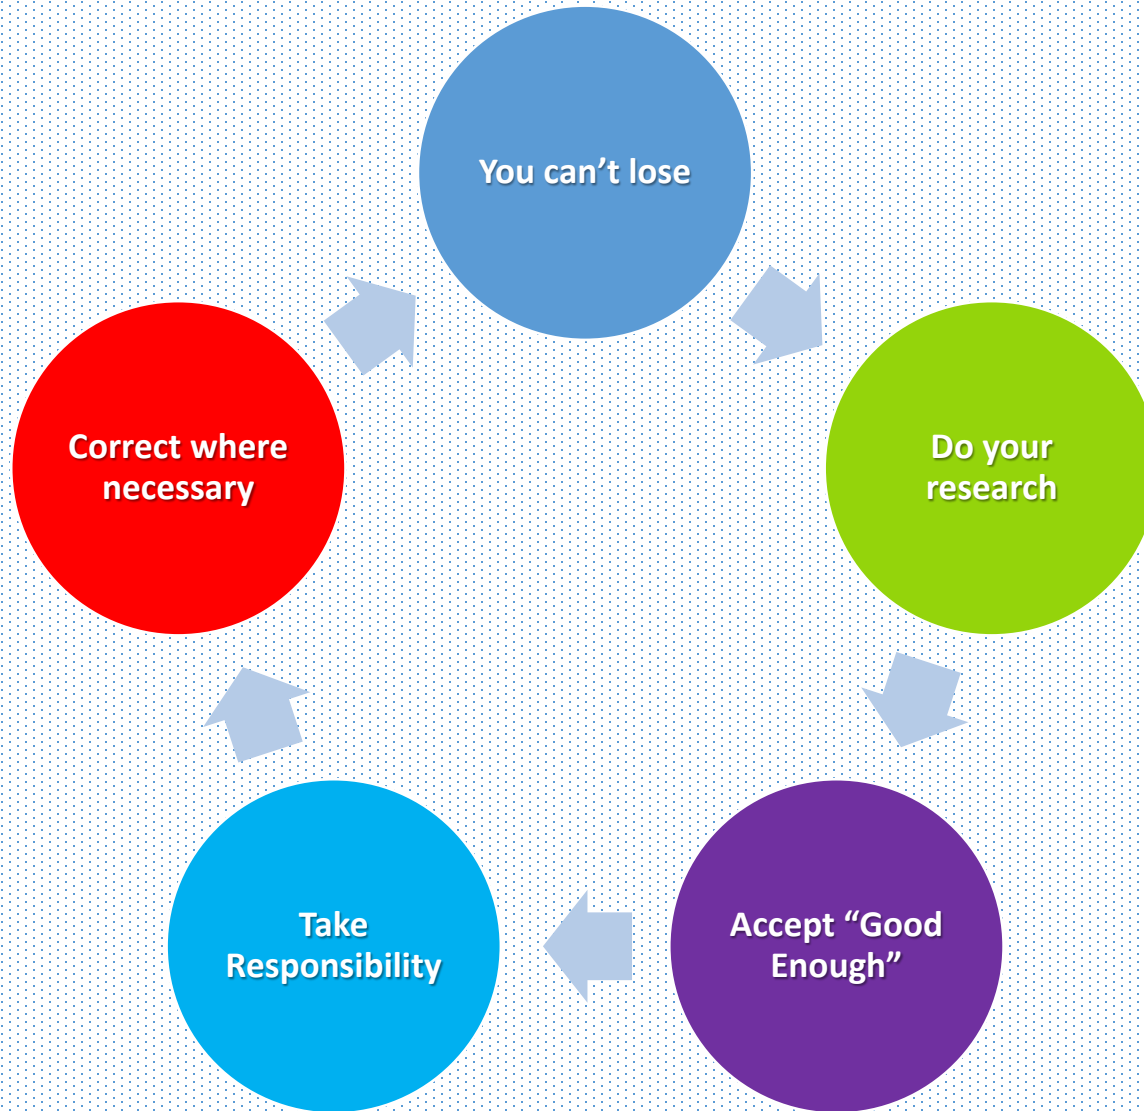 You can’t lose
Do your
research
Accept “Good
Enough”
Take
Responsibility
Correct where
necessary